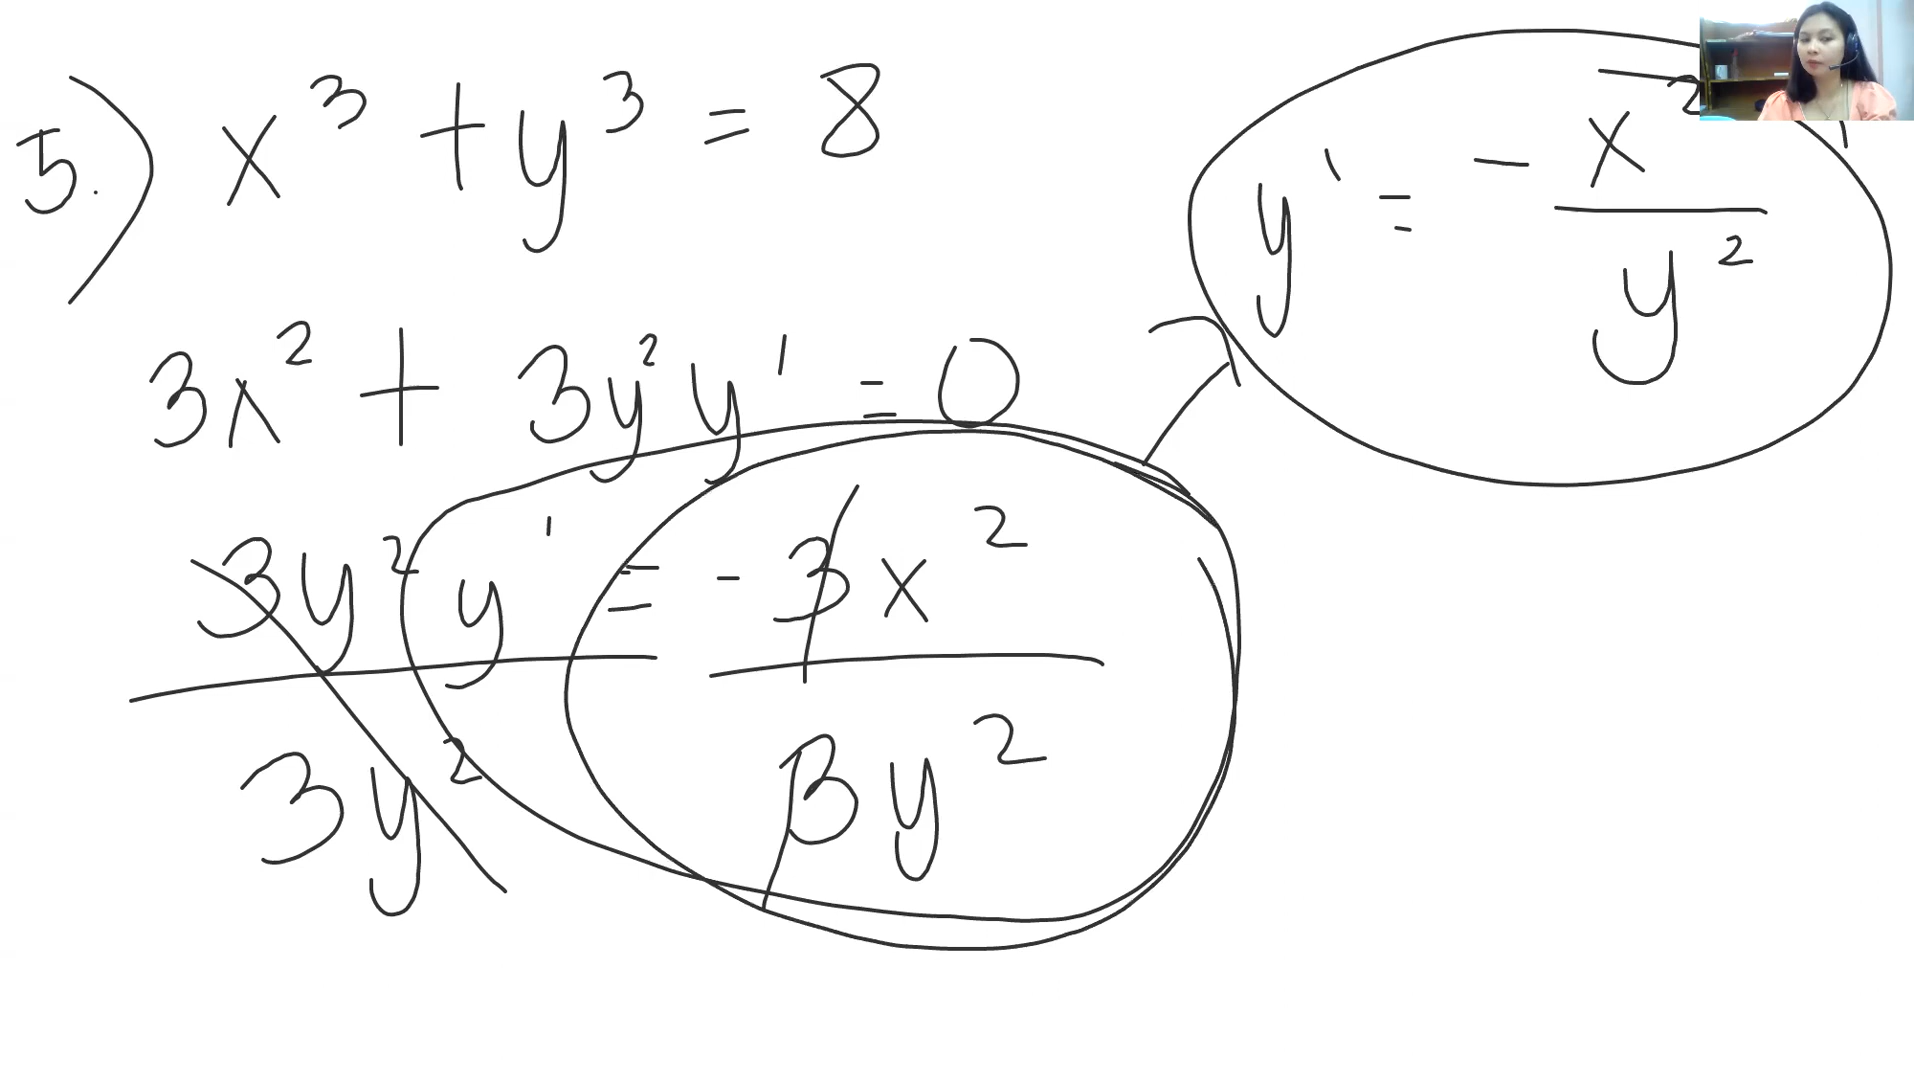 5.) x³ + y³ = 8
3x² + 3y²y' = 0
3y²y' / 3y² = -3x² / 3y²
y' = - x² / y²